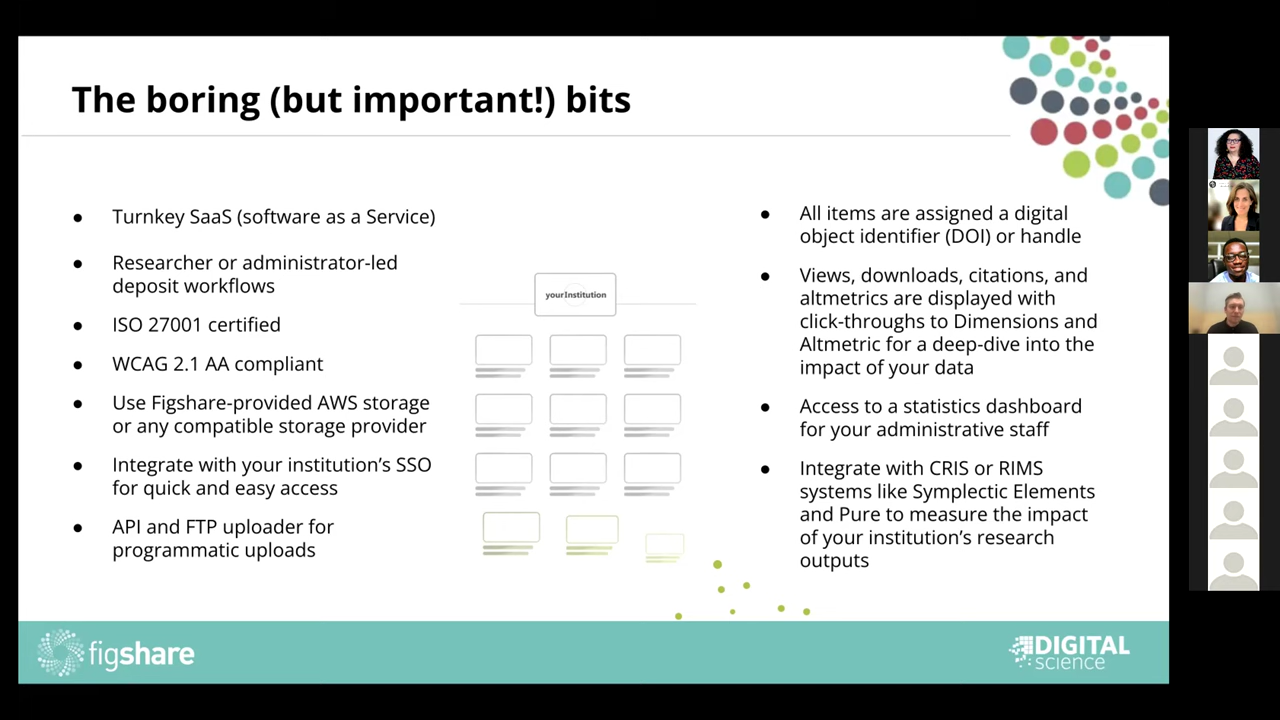 The boring (but important!) bits
● Turnkey SaaS (software as a Service)
● Researcher or administrator-led
deposit workflows
● ISO 27001 certified
● WCAG 2.1 AA compliant
● Use Figshare-provided AWS storage
or any compatible storage provider
● Integrate with your institution’s SSO
for quick and easy access
● API and FTP uploader for
programmatic uploads
yourInstitution
● All items are assigned a digital
object identifier (DOI) or handle
● Views, downloads, citations, and
altmetrics are displayed with
click-throughs to Dimensions and
Altmetric for a deep-dive into the
impact of your data
● Access to a statistics dashboard
for your administrative staff
● Integrate with CRIS or RIMS
systems like Symplectic Elements
and Pure to measure the impact
of your institution’s research
outputs
figshare
DIGITAL
science